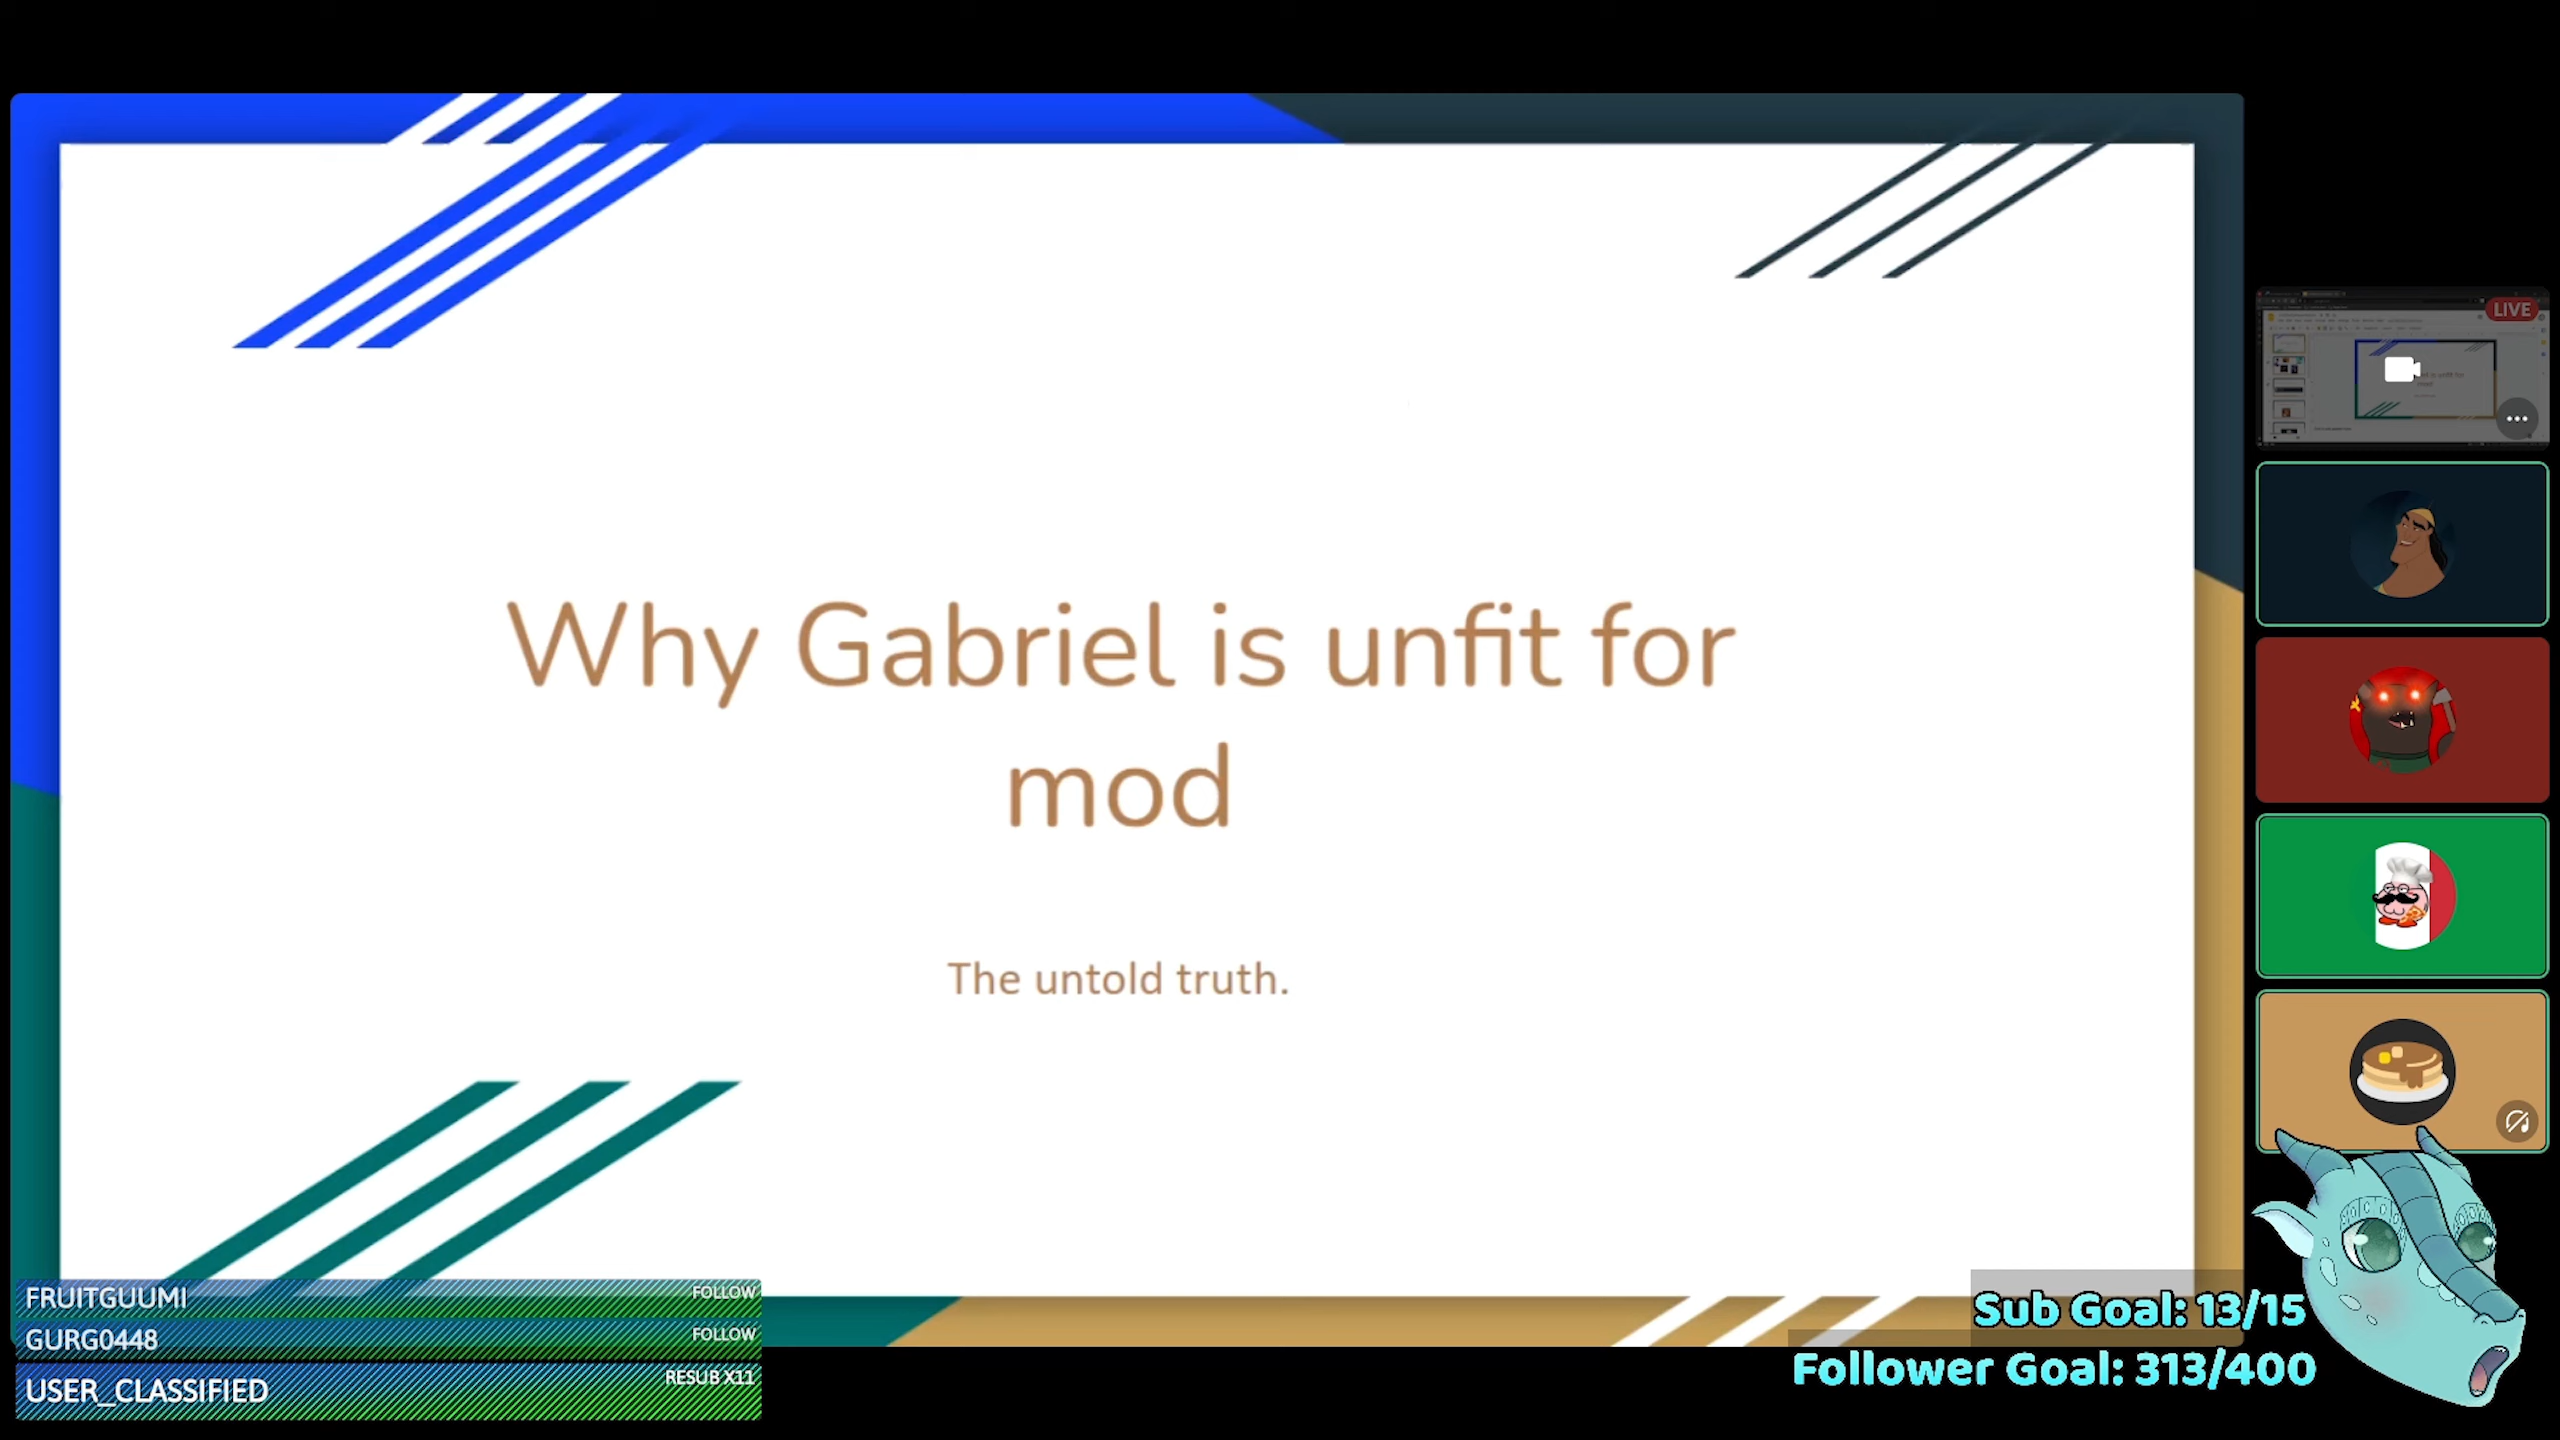 Why Gabriel is unfit for
mod
The untold truth.
LIVE
FRUITGUUMI FOLLOW
GURG0448 FOLLOW
USER_CLASSIFIED RESUB X11
Sub Goal: 13/15
Follower Goal: 313/400